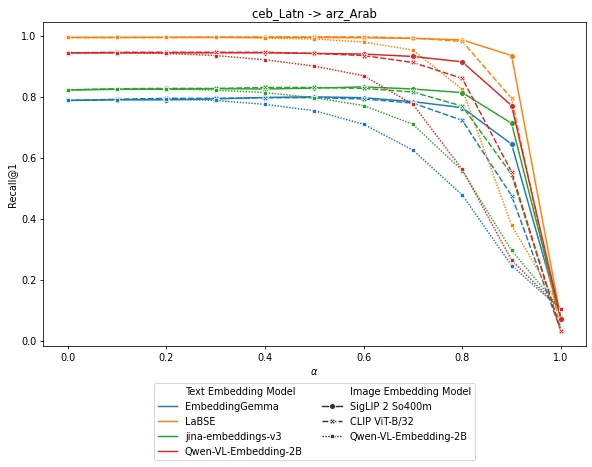 ceb_Latn -> arz_Arab
Recall@1
1.0
0.8
0.6
0.4
0.2
0.0
0.0 0.2 0.4 0.6 0.8 1.0
α
Text Embedding Model
EmbeddingGemma
LaBSE
jina-embeddings-v3
Qwen-VL-Embedding-2B
Image Embedding Model
SigLIP 2 So400m
CLIP ViT-B/32
Qwen-VL-Embedding-2B